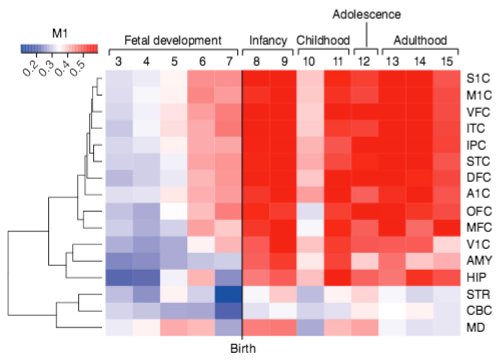 Adolescence
M1
Fetal development Infancy Childhood Adulthood
0.2 0.3 0.4 0.5
3 4 5 6 7 8 9 10 11 12 13 14 15
S1C
M1C
VFC
ITC
IPC
STC
DFC
A1C
OFC
MFC
V1C
AMY
HIP
STR
CBC
MD
Birth